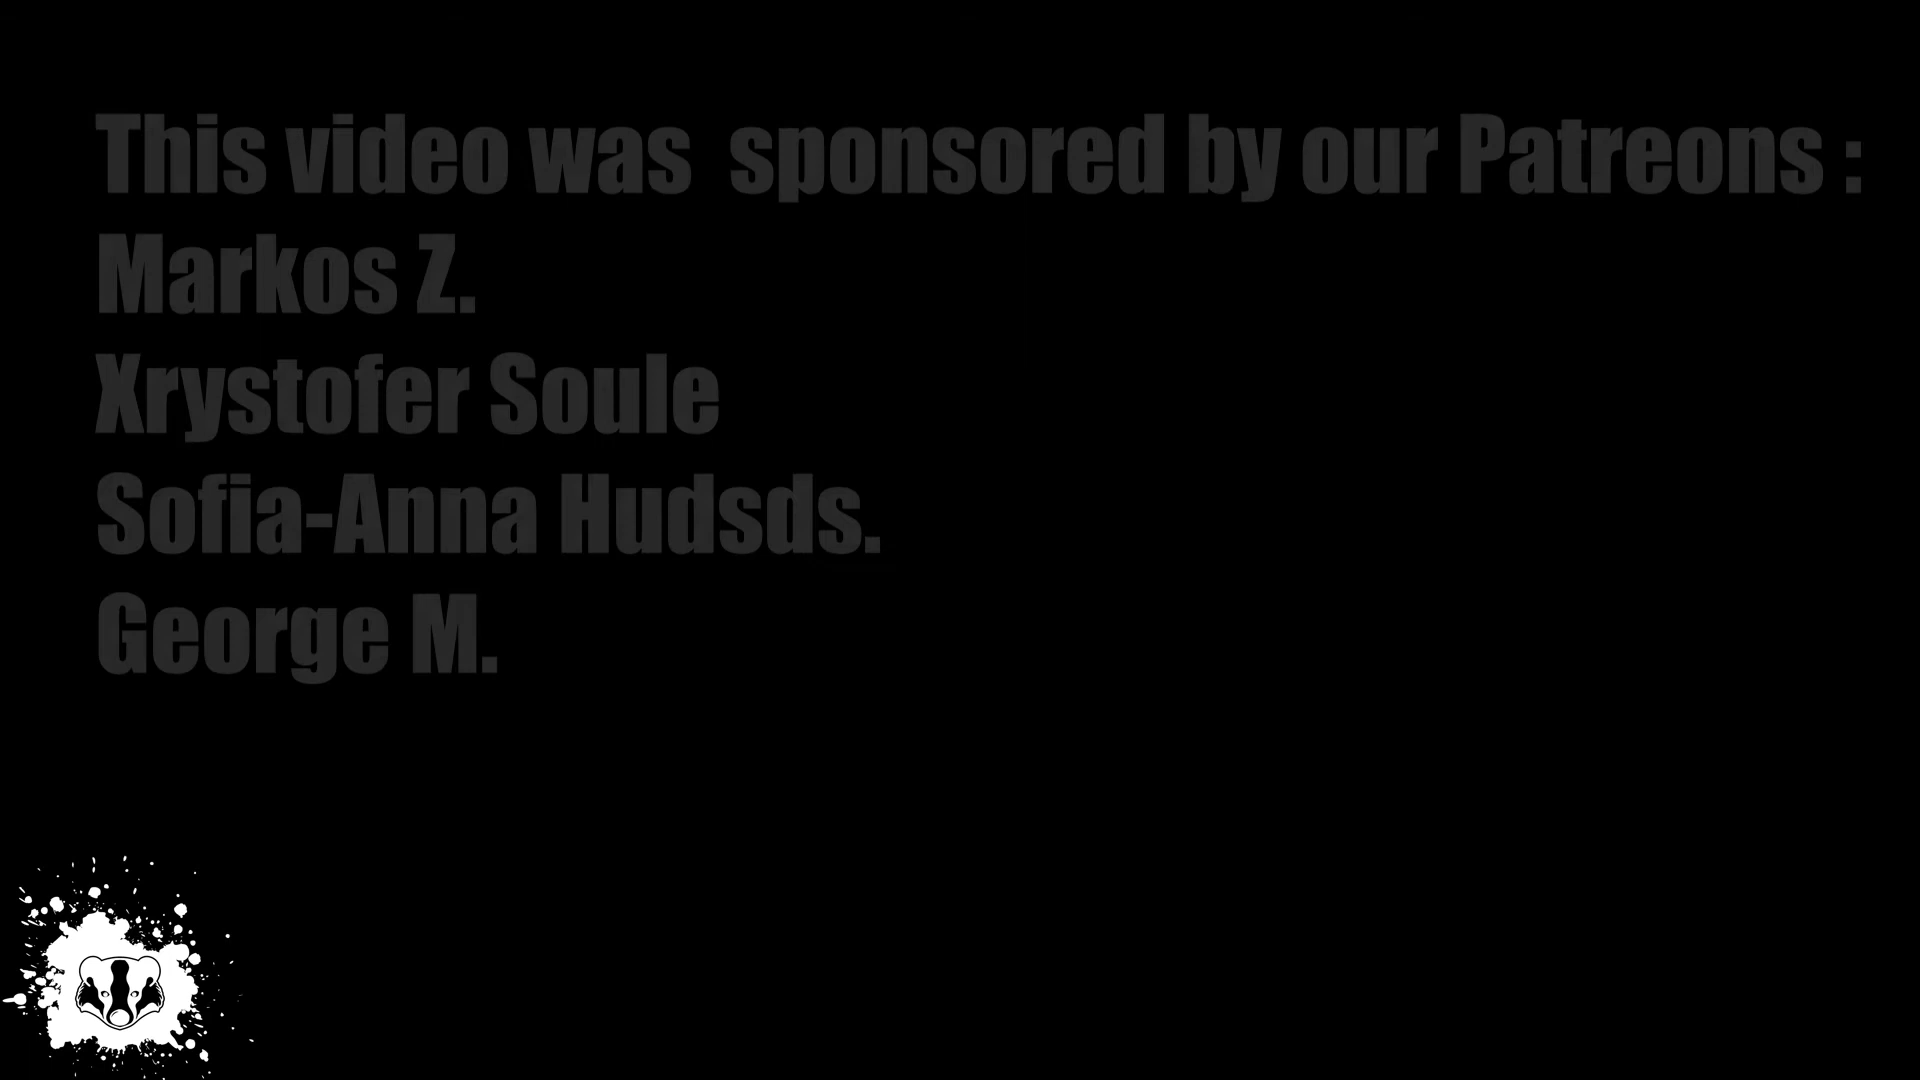 This video was  sponsored by our Patreons :
Markos Z.
Xrystofer Soule
Sofia-Anna Hudsds.
George M.